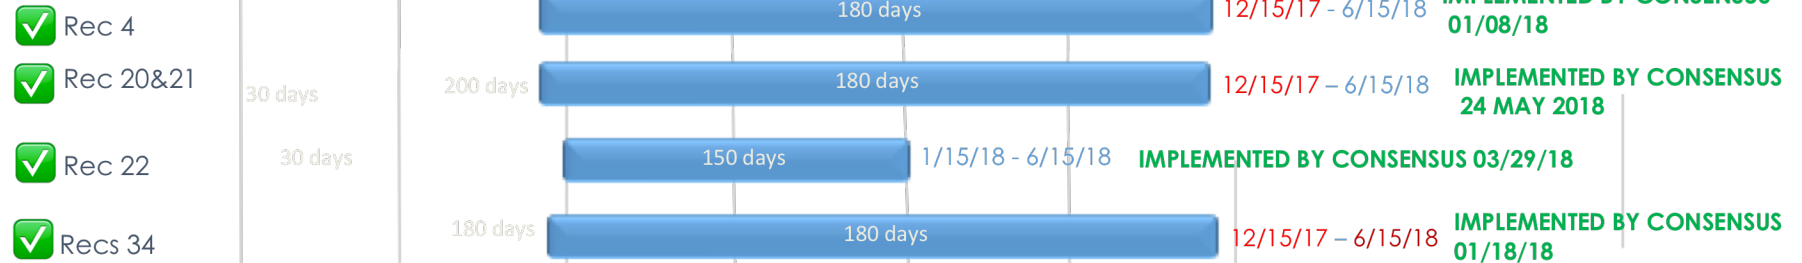 Rec 4 180 days 12/15/17 - 6/15/18 IMPLEMENTED BY CONSENSUS
01/08/18
Rec 20&21 30 days 200 days 180 days 12/15/17 – 6/15/18 IMPLEMENTED BY CONSENSUS
24 MAY 2018
Rec 22 30 days 150 days 1/15/18 - 6/15/18 IMPLEMENTED BY CONSENSUS 03/29/18
Recs 34 180 days 180 days 12/15/17 – 6/15/18 IMPLEMENTED BY CONSENSUS
01/18/18